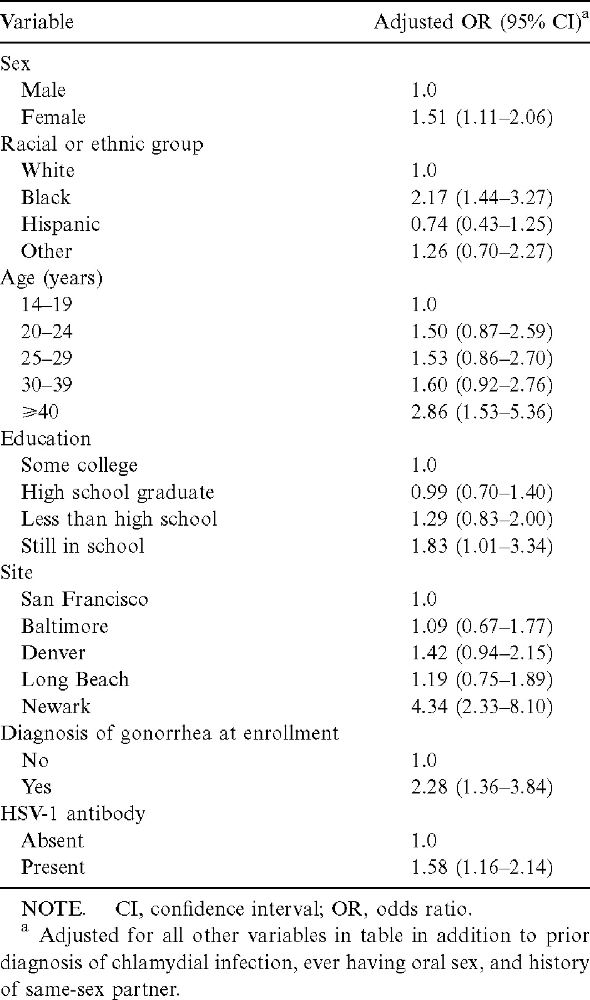 Variable Adjusted OR (95% CI)a
Sex
Male 1.0
Female 1.51 (1.11–2.06)
Racial or ethnic group
White 1.0
Black 2.17 (1.44–3.27)
Hispanic 0.74 (0.43–1.25)
Other 1.26 (0.70–2.27)
Age (years)
14–19 1.0
20–24 1.50 (0.87–2.59)
25–29 1.53 (0.86–2.70)
30–39 1.60 (0.92–2.76)
⩾40 2.86 (1.53–5.36)
Education
Some college 1.0
High school graduate 0.99 (0.70–1.40)
Less than high school 1.29 (0.83–2.00)
Still in school 1.83 (1.01–3.34)
Site
San Francisco 1.0
Baltimore 1.09 (0.67–1.77)
Denver 1.42 (0.94–2.15)
Long Beach 1.19 (0.75–1.89)
Newark 4.34 (2.33–8.10)
Diagnosis of gonorrhea at enrollment
No 1.0
Yes 2.28 (1.36–3.84)
HSV-1 antibody
Absent 1.0
Present 1.58 (1.16–2.14)
NOTE. CI, confidence interval; OR, odds ratio.
a Adjusted for all other variables in table in addition to prior
diagnosis of chlamydial infection, ever having oral sex, and history
of same-sex partner.